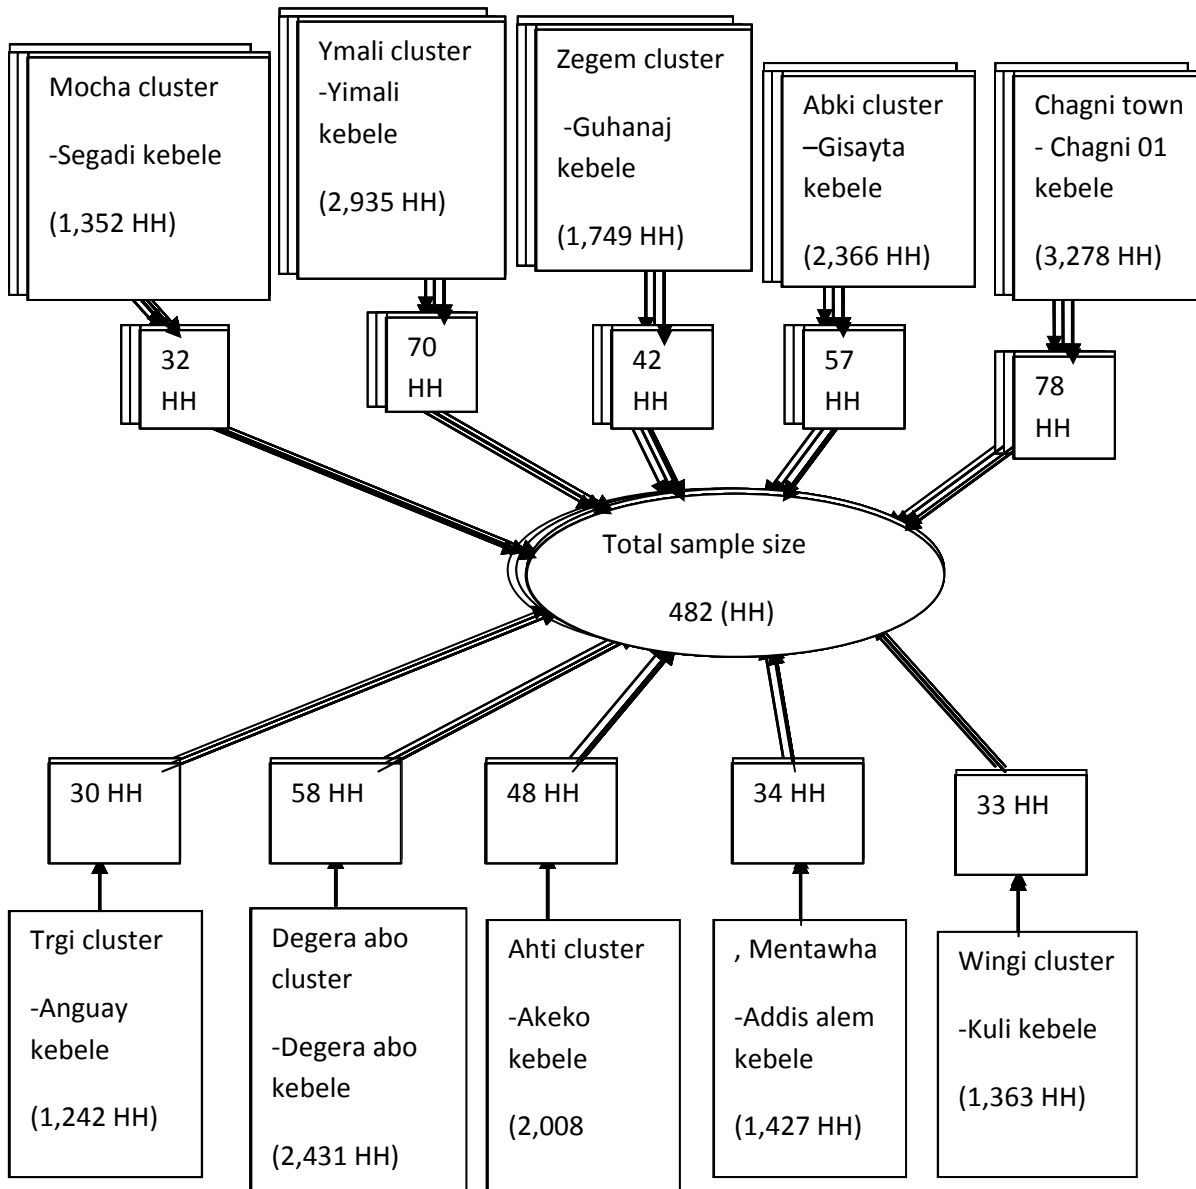 Mocha cluster
-Segadi kebele
(1,352 HH)
Ymali cluster
-Yimali
kebele
(2,935 HH)
Zegem cluster
-Guhanaj
kebele
(1,749 HH)
Abki cluster
–Gisayta
kebele
(2,366 HH)
Chagni town
- Chagni 01
kebele
(3,278 HH)
32
HH
70
HH
42
HH
57
HH
78
HH
Total sample size
482 (HH)
30 HH
58 HH
48 HH
34 HH
33 HH
Trgi cluster
-Anguay
kebele
(1,242 HH)
Degera abo
cluster
-Degera abo
kebele
(2,431 HH)
Ahti cluster
-Akeko
kebele
(2,008
, Mentawha
-Addis alem
kebele
(1,427 HH)
Wingi cluster
-Kuli kebele
(1,363 HH)